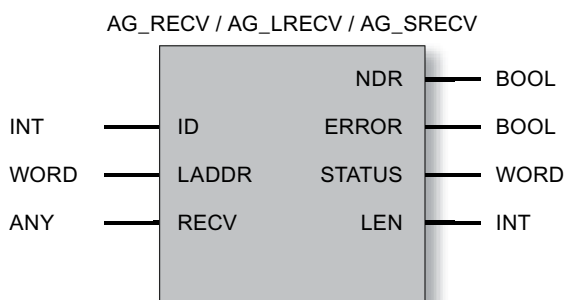 AG_RECV / AG_LRECV / AG_SRECV
NDR BOOL
INT ID ERROR BOOL
WORD LADDR STATUS WORD
ANY RECV LEN INT